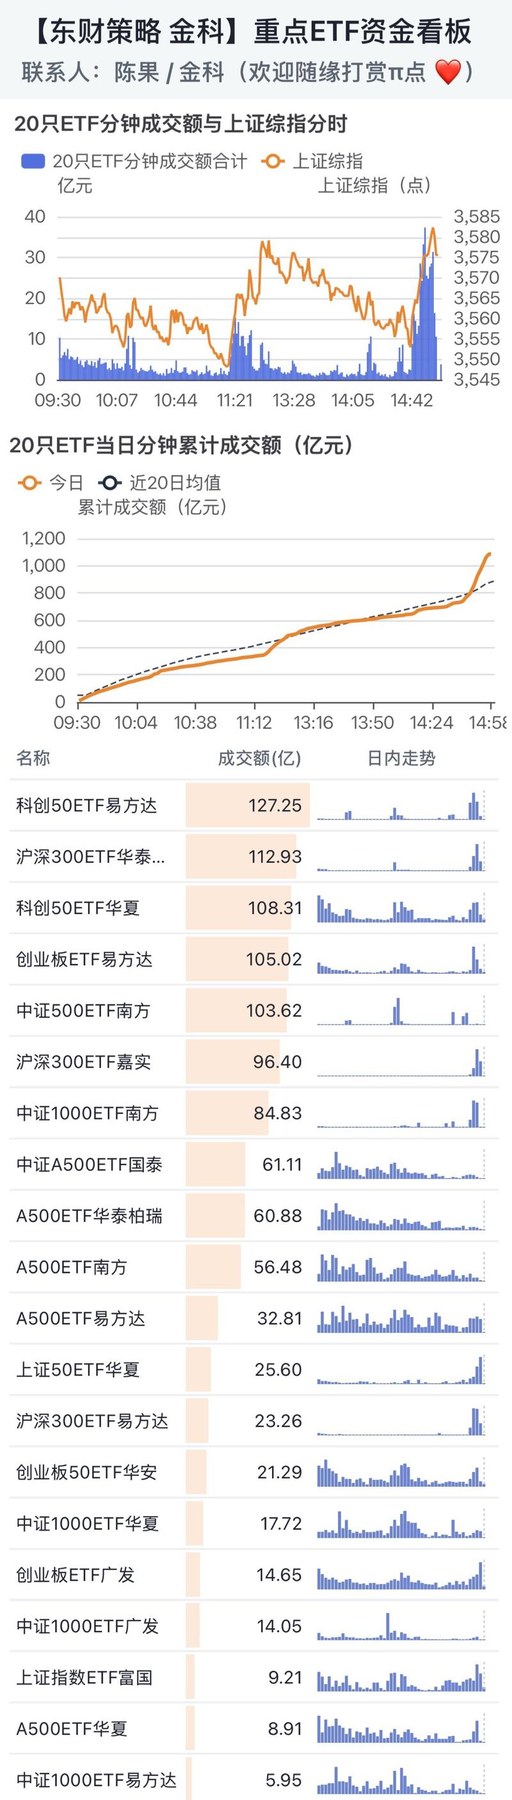 【东财策略 金科】重点ETF资金看板
联系人：陈果 / 金科（欢迎随缘打赏π点 ❤️）
20只ETF分钟成交额与上证综指分时
20只ETF分钟成交额合计 上证综指
亿元 上证综指（点）
40 3,585
3,580
30 3,575
3,570
20 3,565
3,560
10 3,555
3,550
0 3,545
09:30 10:07 10:44 11:21 13:28 14:05 14:42
20只ETF当日分钟累计成交额（亿元）
今日 近20日均值
累计成交额（亿元）
1,200
1,000
800
600
400
200
0
09:30 10:04 10:38 11:12 13:16 13:50 14:24 14:58
名称 成交额(亿) 日内走势
科创50ETF易方达 127.25
沪深300ETF华泰... 112.93
科创50ETF华夏 108.31
创业板ETF易方达 105.02
中证500ETF南方 103.62
沪深300ETF嘉实 96.40
中证1000ETF南方 84.83
中证A500ETF国泰 61.11
A500ETF华泰柏瑞 60.88
A500ETF南方 56.48
A500ETF易方达 32.81
上证50ETF华夏 25.60
沪深300ETF易方达 23.26
创业板50ETF华安 21.29
中证1000ETF华夏 17.72
创业板ETF广发 14.65
中证1000ETF广发 14.05
上证指数ETF富国 9.21
A500ETF华夏 8.91
中证1000ETF易方达 5.95